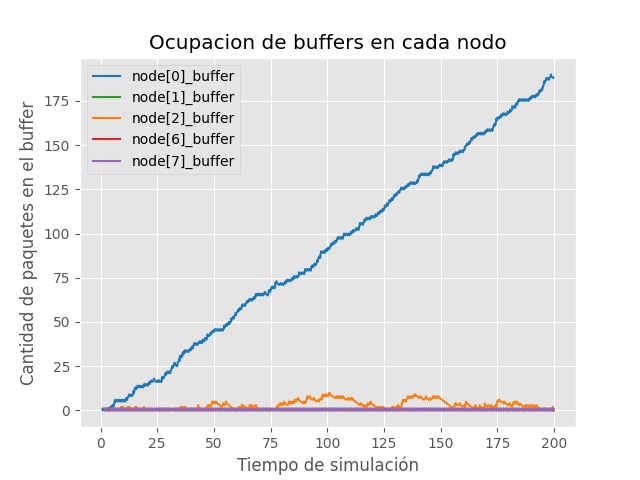 Ocupacion de buffers en cada nodo
node[0]_buffer
node[1]_buffer
node[2]_buffer
node[6]_buffer
node[7]_buffer
Cantidad de paquetes en el buffer
175
150
125
100
75
50
25
0
0 25 50 75 100 125 150 175 200
Tiempo de simulación